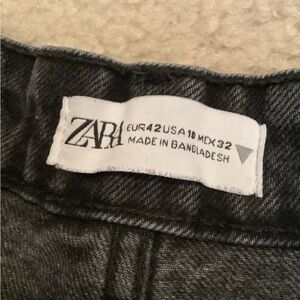 ZARA
EUR 42 USA 10 MEX 32
MADE IN BANGLADESH